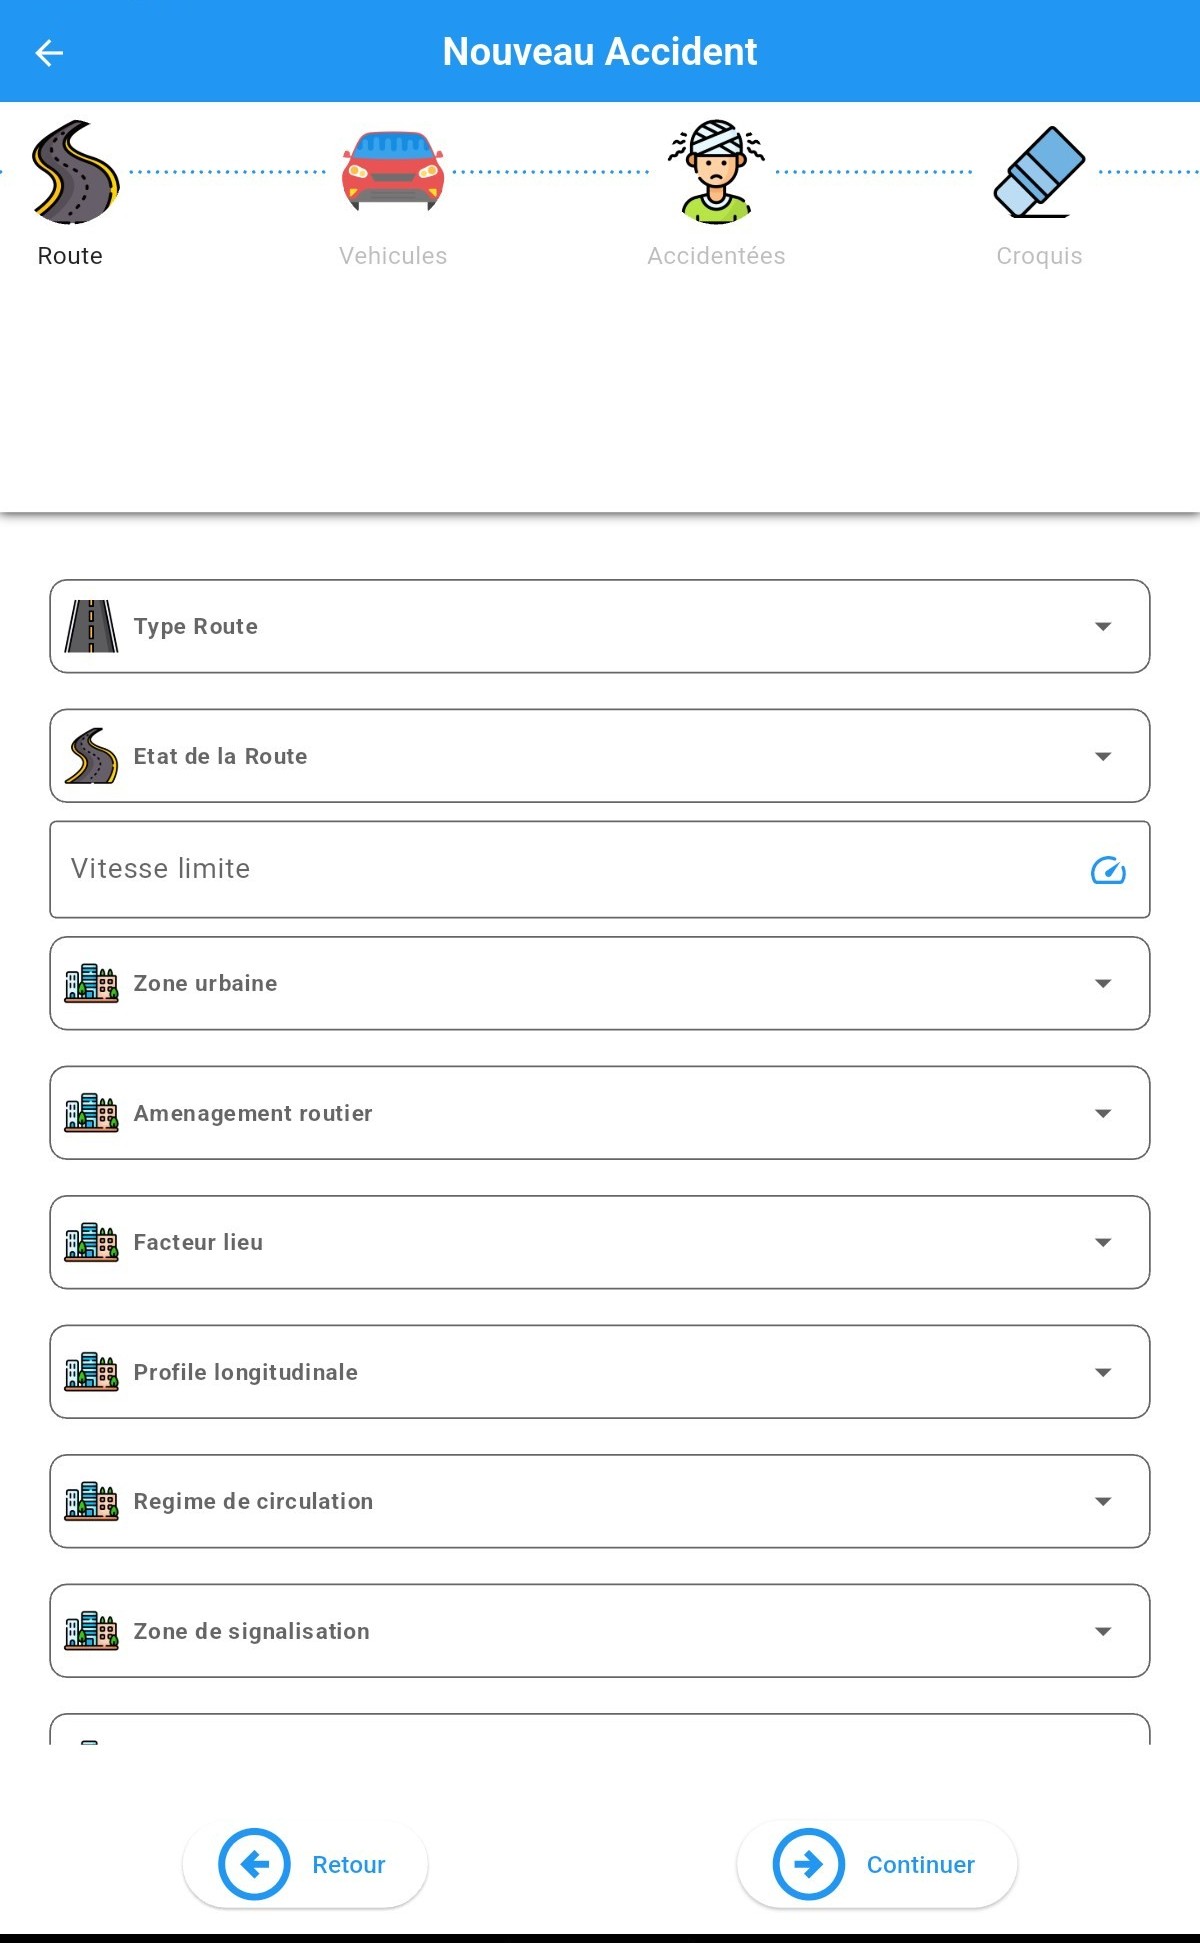 Nouveau Accident
Route
Vehicules
Accidentées
Croquis
Type Route
Etat de la Route
Vitesse limite
Zone urbaine
Amenagement routier
Facteur lieu
Profile longitudinale
Regime de circulation
Zone de signalisation
Retour
Continuer